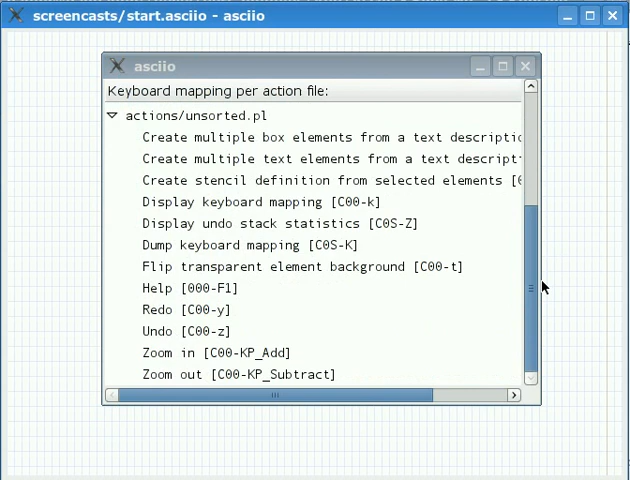 screencasts/start.asciio - asciio
asciio
Keyboard mapping per action file:
actions/unsorted.pl
Create multiple box elements from a text descriptio
Create multiple text elements from a text descript
Create stencil definition from selected elements [0
Display keyboard mapping [C00-k]
Display undo stack statistics [C0S-Z]
Dump keyboard mapping [C0S-K]
Flip transparent element background [C00-t]
Help [000-F1]
Redo [C00-y]
Undo [C00-z]
Zoom in [C00-KP_Add]
Zoom out [C00-KP_Subtract]